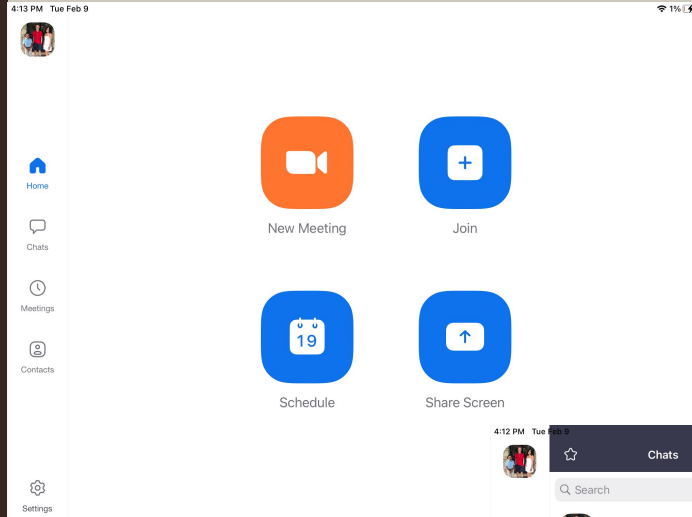 4:13 PM Tue Feb 9
1%
Home
Chats
Meetings
Contacts
Settings
New Meeting
Join
19
Schedule
Share Screen
4:12 PM Tue Feb 9
Chats
Search